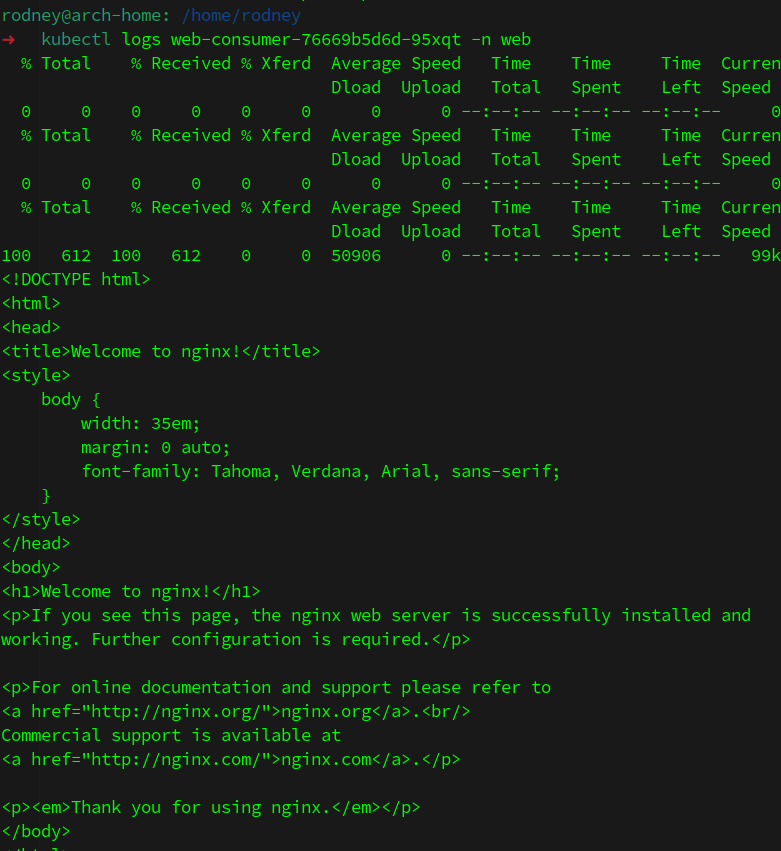 rodney@arch-home: /home/rodney
➜  kubectl logs web-consumer-76669b5d6d-95xqt -n web
  % Total    % Received % Xferd  Average Speed   Time    Time     Time  Curren
                                 Dload  Upload   Total   Spent    Left  Speed
  0     0    0     0    0     0      0      0 --:--:-- --:--:-- --:--:--     0
  % Total    % Received % Xferd  Average Speed   Time    Time     Time  Curren
                                 Dload  Upload   Total   Spent    Left  Speed
  0     0    0     0    0     0      0      0 --:--:-- --:--:-- --:--:--     0
  % Total    % Received % Xferd  Average Speed   Time    Time     Time  Curren
                                 Dload  Upload   Total   Spent    Left  Speed
100   612  100   612    0     0  50906      0 --:--:-- --:--:-- --:--:--   99k
<!DOCTYPE html>
<html>
<head>
<title>Welcome to nginx!</title>
<style>
    body {
        width: 35em;
        margin: 0 auto;
        font-family: Tahoma, Verdana, Arial, sans-serif;
    }
</style>
</head>
<body>
<h1>Welcome to nginx!</h1>
<p>If you see this page, the nginx web server is successfully installed and
working. Further configuration is required.</p>

<p>For online documentation and support please refer to
<a href="http://nginx.org/">nginx.org</a>.<br/>
Commercial support is available at
<a href="http://nginx.com/">nginx.com</a>.</p>

<p><em>Thank you for using nginx.</em></p>
</body>